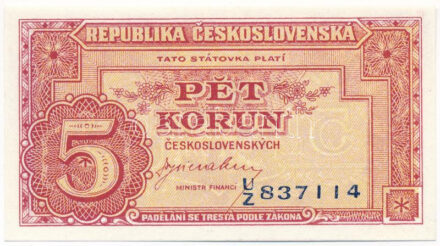 REPUBLIKA ČESKOSLOVENSKÁ
TATO STÁTOVKA PLATÍ
PĚT
KORUN
ČESKOSLOVENSKÝCH
5
MINISTR FINANCÍ
U/Z 837114
PADĚLÁNÍ SE TRESTÁ PODLE ZÁKONA